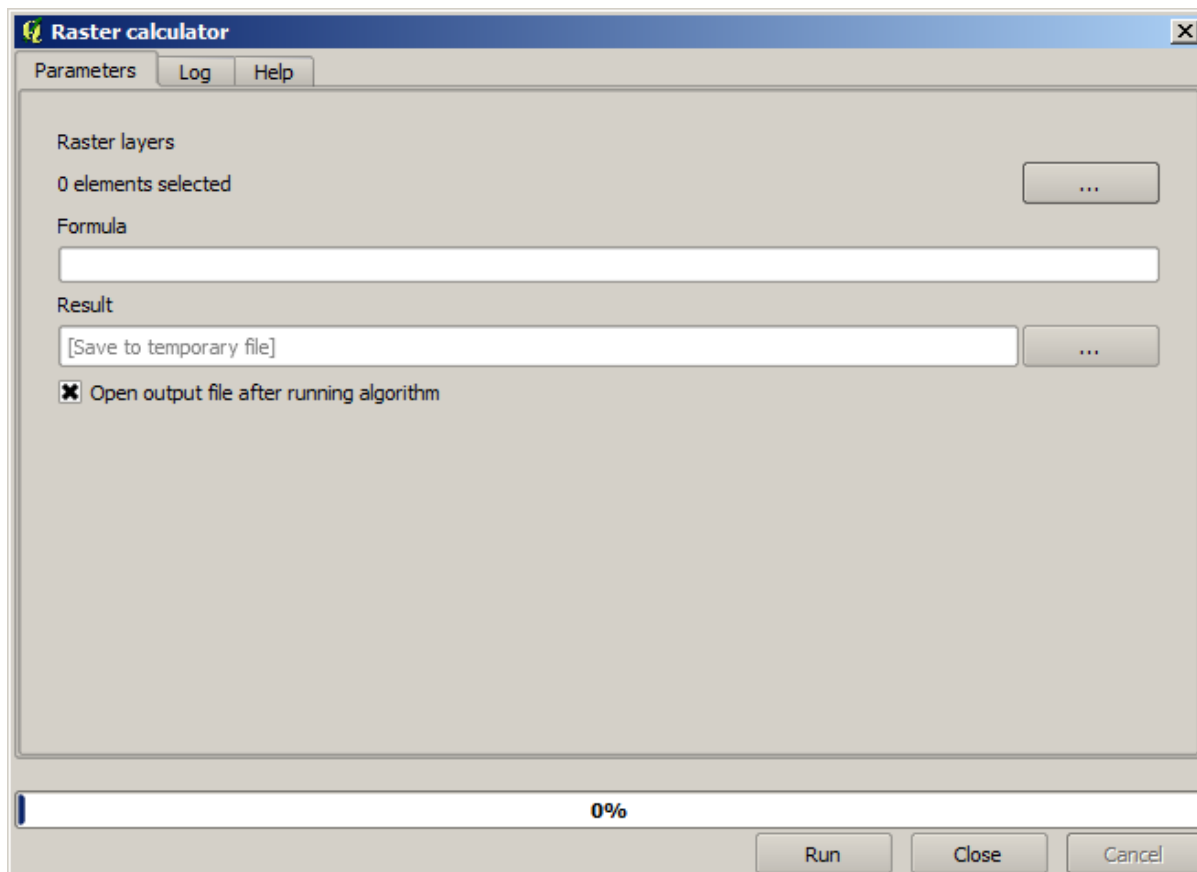 Raster calculator
Parameters Log Help
Raster layers
0 elements selected
...
Formula
Result
[Save to temporary file]
...
Open output file after running algorithm
0%
Run Close Cancel